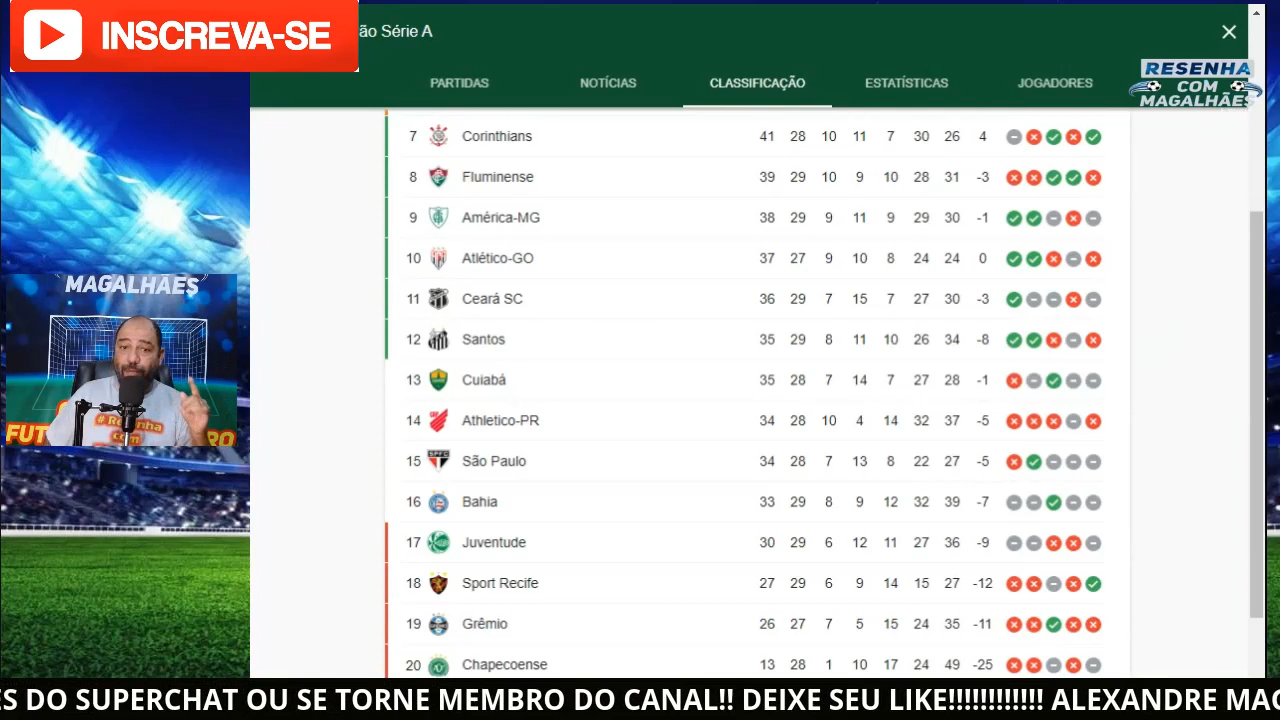 INSCREVA-SE
ão Série A
PARTIDAS NOTÍCIAS CLASSIFICAÇÃO ESTATÍSTICAS JOGADORES
RESENHA
COM
MAGALHÃES
7 Corinthians 41 28 10 11 7 30 26 4
8 Fluminense 39 29 10 9 10 28 31 -3
9 América-MG 38 29 9 11 9 29 30 -1
10 Atlético-GO 37 27 9 10 8 24 24 0
11 Ceará SC 36 29 7 15 7 27 30 -3
12 Santos 35 29 8 11 10 26 34 -8
13 Cuiabá 35 28 7 14 7 27 28 -1
14 Athletico-PR 34 28 10 4 14 32 37 -5
15 São Paulo 34 28 7 13 8 22 27 -5
16 Bahia 33 29 8 9 12 32 39 -7
17 Juventude 30 29 6 12 11 27 36 -9
18 Sport Recife 27 29 6 9 14 15 27 -12
19 Grêmio 26 27 7 5 15 24 35 -11
20 Chapecoense 13 28 1 10 17 24 49 -25
MAGALHÃES
# Resenha
com
FUT
RO
ES DO SUPERCHAT OU SE TORNE MEMBRO DO CANAL!! DEIXE SEU LIKE!!!!!!!!!!!! ALEXANDRE MAG